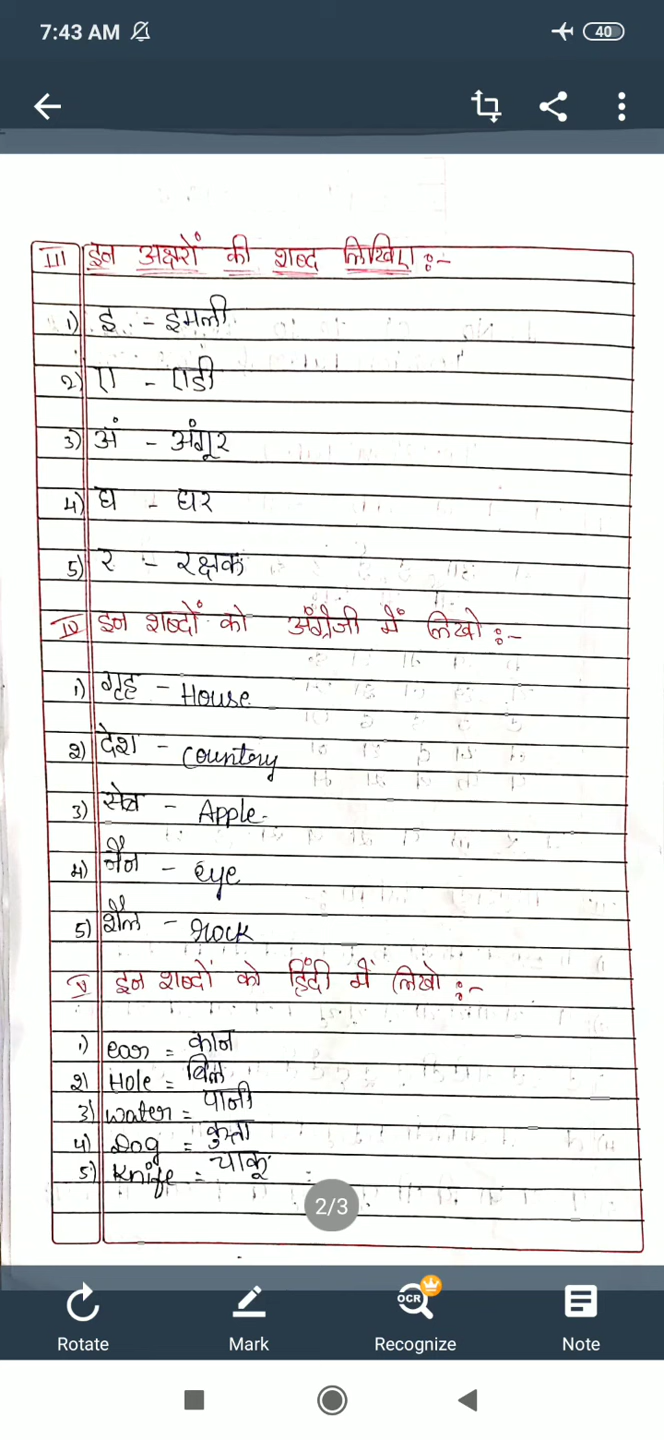 7:43 AM 40
III इन अक्षरों की शब्द लिखिए :-
1) इ - इमली
2) ए - एडी
3) अं - अंगूर
4) घ - घर
5) र - रक्षक
IV इन शब्दों को अंग्रेजी में लिखो :-
1) गृह - House
2) देश - Countery
3) सेब - Apple
4) नैन - eye
5) शैल - rock
V इन शब्दों को हिंदी में लिखो :-
1) ear = कान
2) Hole = बिल
3) water = पानी
4) Dog = कुत्ता
5) Knife = चाकू
2/3
OCR
Rotate Mark Recognize Note